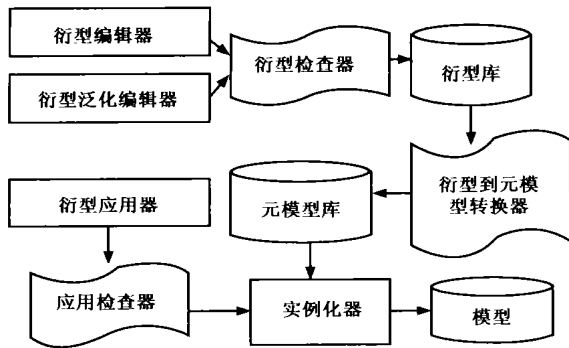 衍型编辑器
衍型检查器
衍型库
衍型泛化编辑器
衍型应用器
元模型库
衍型到元模
型转换器
应用检查器
实例化器
模型